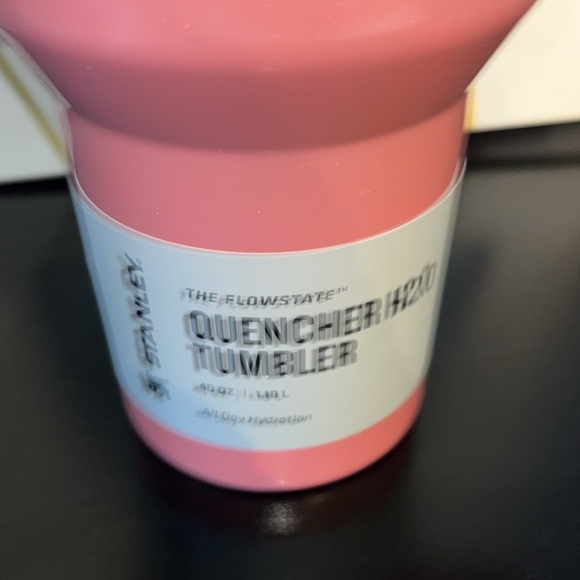 STANLEY
THE FLOWSTATE™
QUENCHER H2.0
TUMBLER
40 OZ | 1.18 L
All Day Hydration